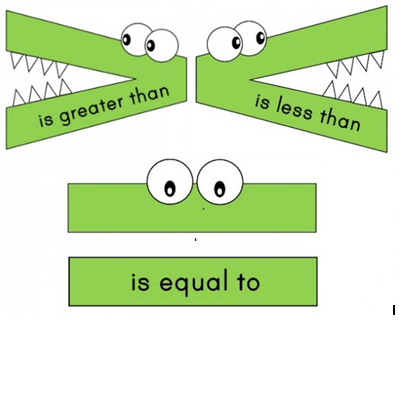 is greater than
is less than
is equal to